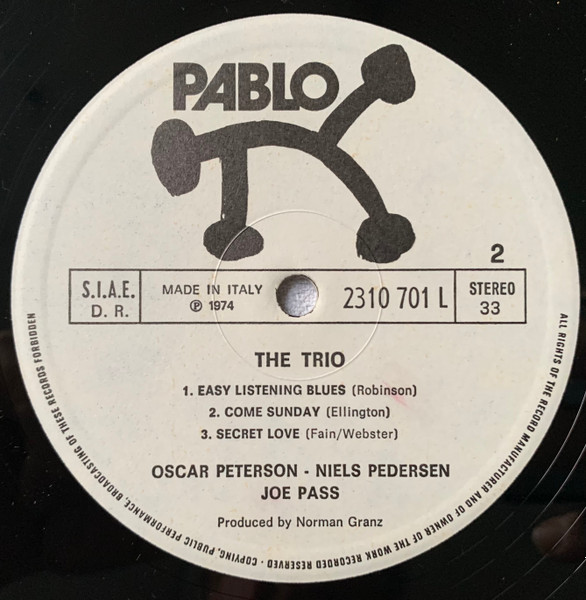 PABLO
2
S.I.A.E.
D. R.
MADE IN ITALY
℗ 1974
2310 701 L
STEREO
33
THE TRIO
1. EASY LISTENING BLUES (Robinson)
2. COME SUNDAY (Ellington)
3. SECRET LOVE (Fain/Webster)
OSCAR PETERSON - NIELS PEDERSEN
JOE PASS
Produced by Norman Granz
ALL RIGHTS OF THE RECORD MANUFACTURER AND OF OWNER OF THE WORK RECORDED RESERVED · COPYING, PUBLIC PERFORMANCE, BROADCASTING OF THESE RECORDS FORBIDDEN